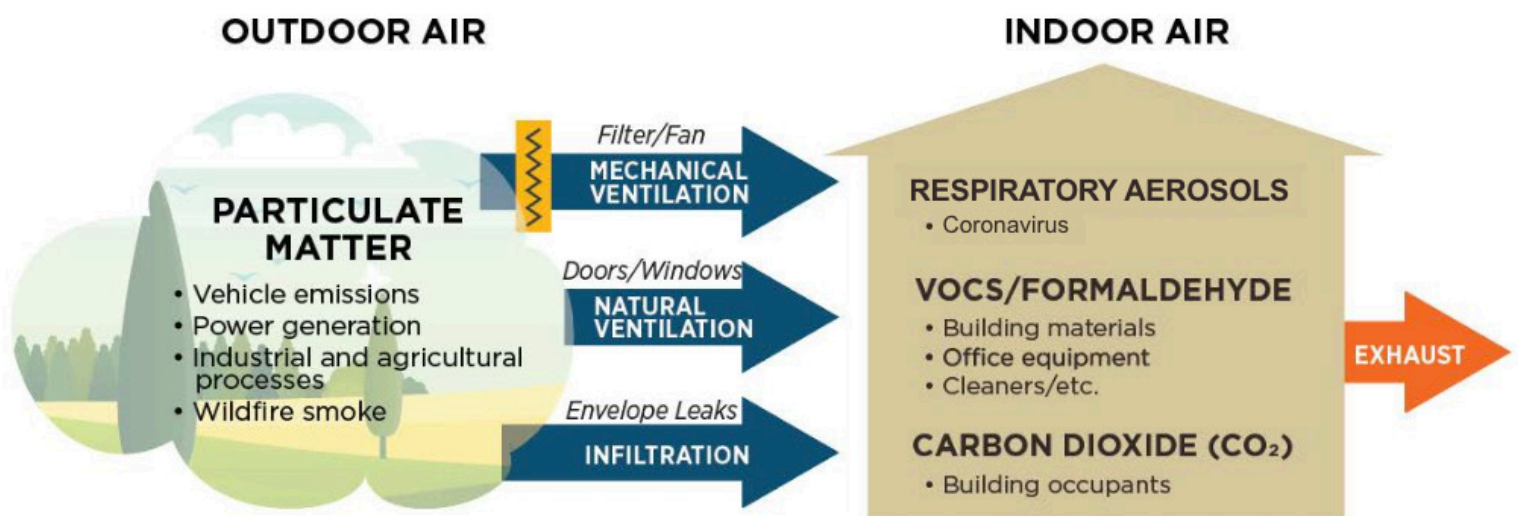 OUTDOOR AIR
PARTICULATE
MATTER
• Vehicle emissions
• Power generation
• Industrial and agricultural
processes
• Wildfire smoke
Filter/Fan
MECHANICAL
VENTILATION
Doors/Windows
NATURAL
VENTILATION
Envelope Leaks
INFILTRATION
INDOOR AIR
RESPIRATORY AEROSOLS
• Coronavirus
VOCS/FORMALDEHYDE
• Building materials
• Office equipment
• Cleaners/etc.
CARBON DIOXIDE (CO₂)
• Building occupants
EXHAUST